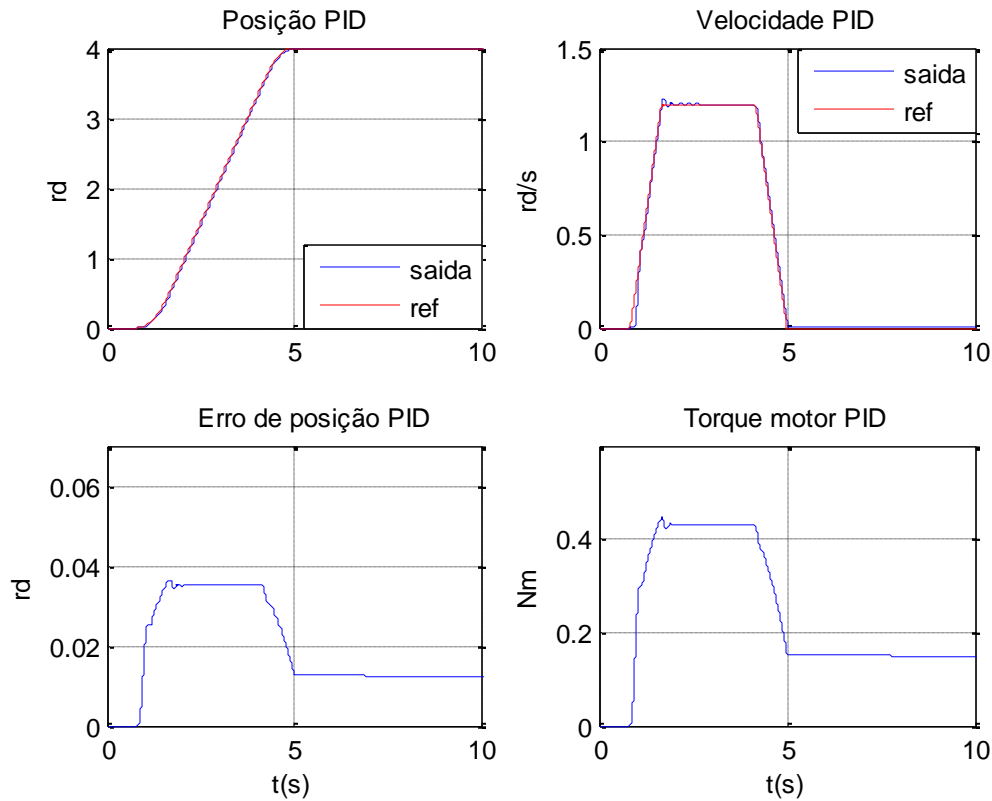 Posição PID
4
3
2
1
0
rd
0
5
10
saida
ref
Velocidade PID
1.5
1
0.5
0
rd/s
0
5
10
saida
ref
Erro de posição PID
0.06
0.04
0.02
0
rd
0
5
10
t(s)
Torque motor PID
0.4
0.2
0
Nm
0
5
10
t(s)